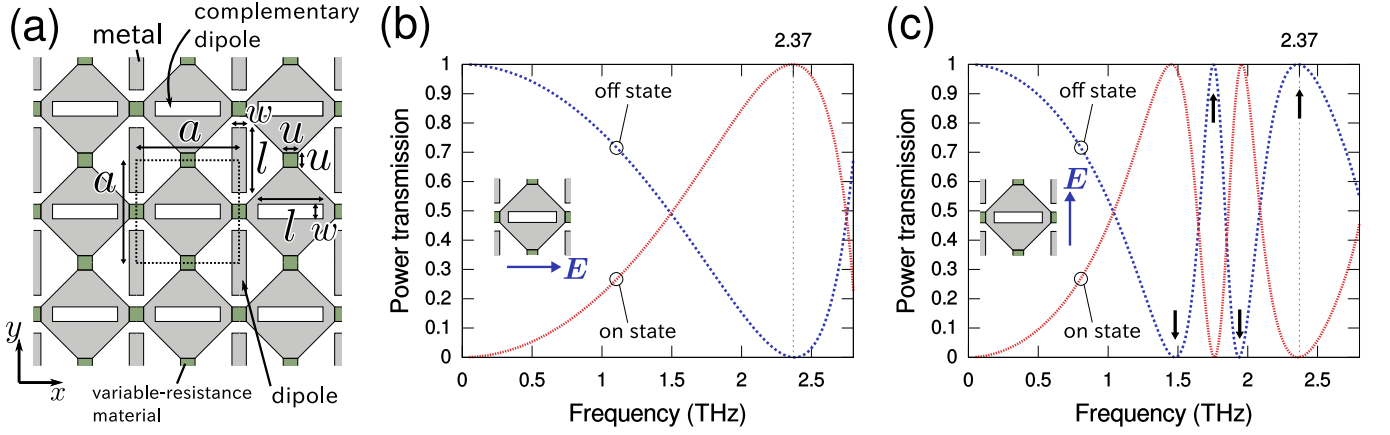 (a)
complementary
dipole
metal
a
w
u
l
u
a
l
w
y
x
variable-resistance
material
dipole
(b)
2.37
Power transmission
1
0.9
0.8
0.7
0.6
0.5
0.4
0.3
0.2
0.1
0
off state
E
on state
0 0.5 1 1.5 2 2.5
Frequency (THz)
(c)
2.37
Power transmission
1
0.9
0.8
0.7
0.6
0.5
0.4
0.3
0.2
0.1
0
off state
E
on state
0 0.5 1 1.5 2 2.5
Frequency (THz)